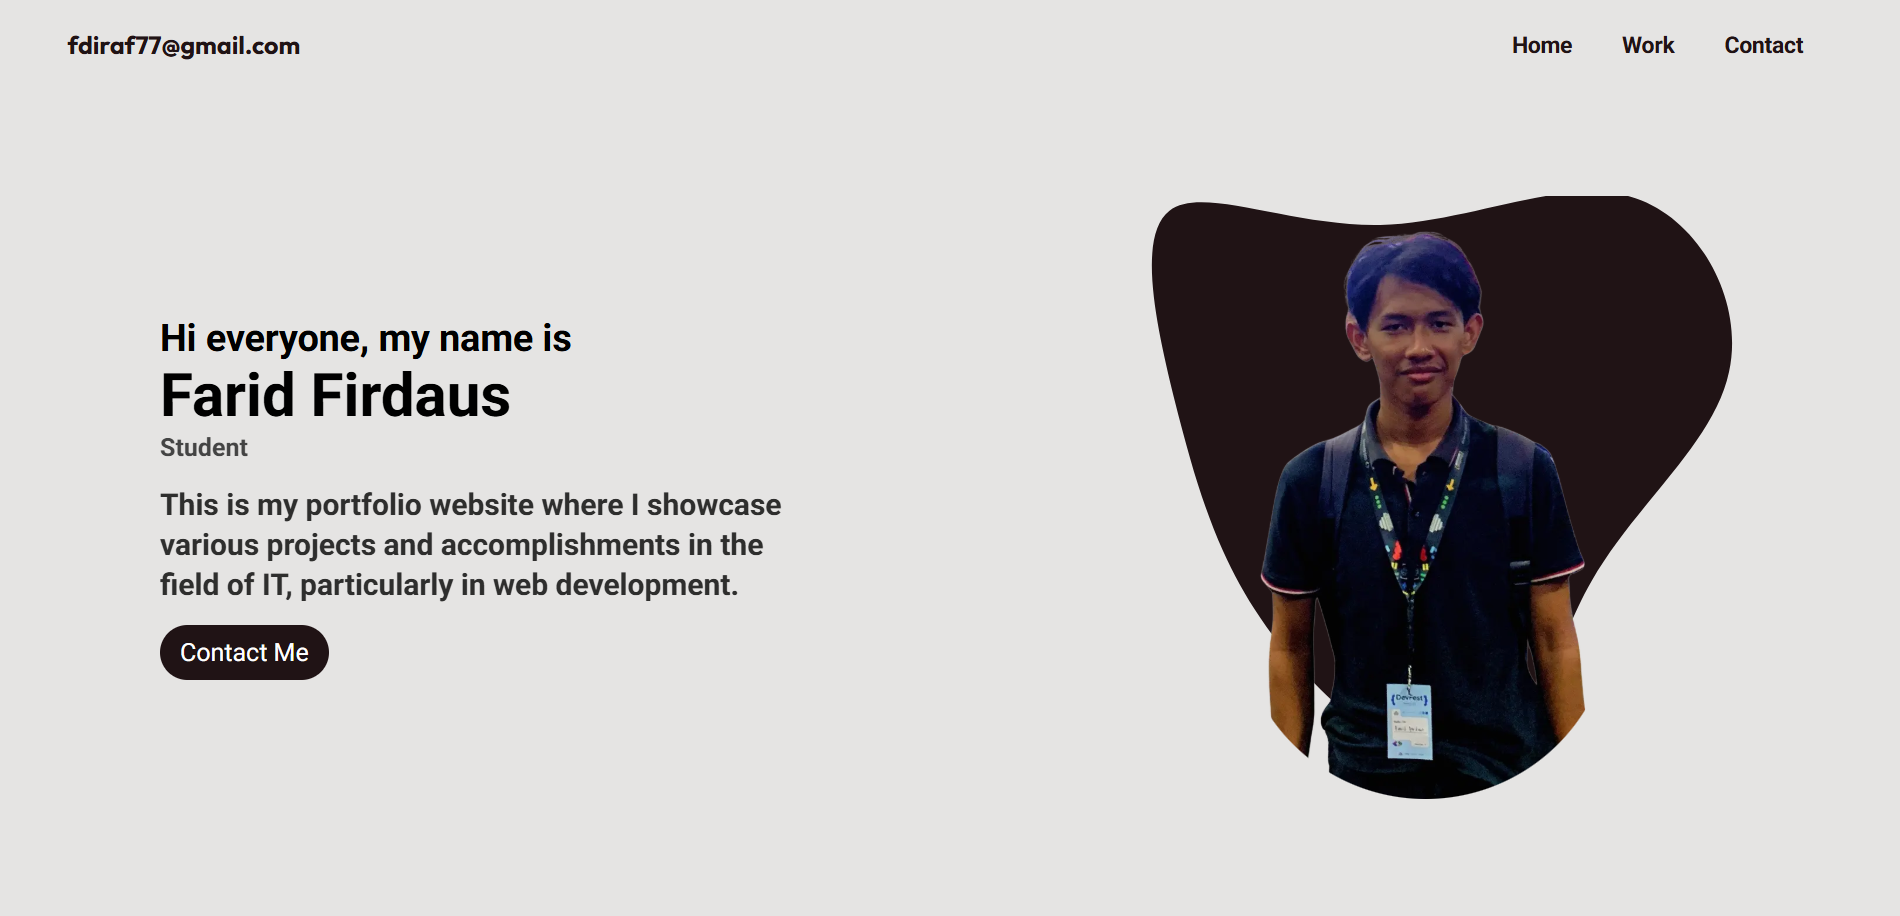 fdiraf77@gmail.com
Home Work Contact
Hi everyone, my name is
Farid Firdaus
Student
This is my portfolio website where I showcase
various projects and accomplishments in the
field of IT, particularly in web development.
Contact Me
{DevFest}